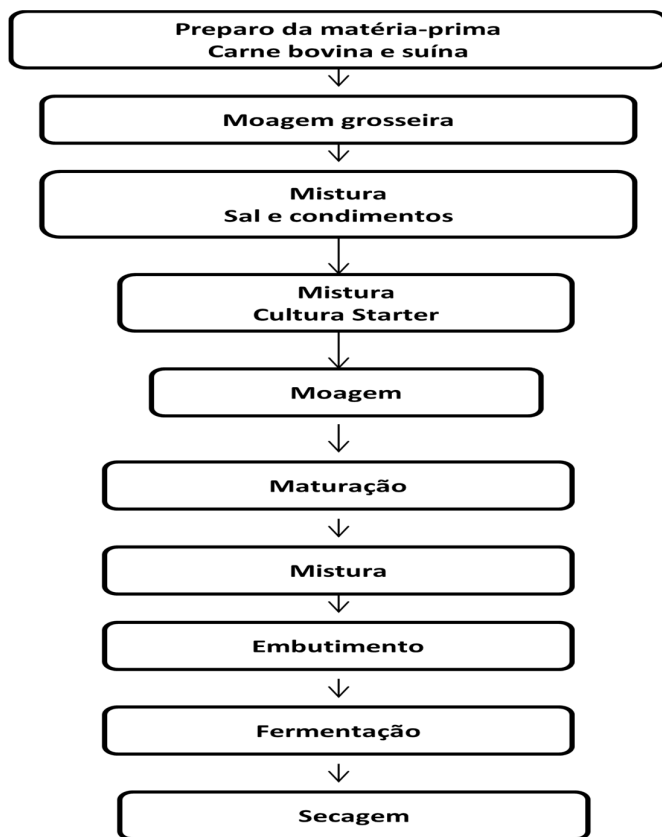 Preparo da matéria-prima
Carne bovina e suína
Moagem grosseira
Mistura
Sal e condimentos
Mistura
Cultura Starter
Moagem
Maturação
Mistura
Embutimento
Fermentação
Secagem